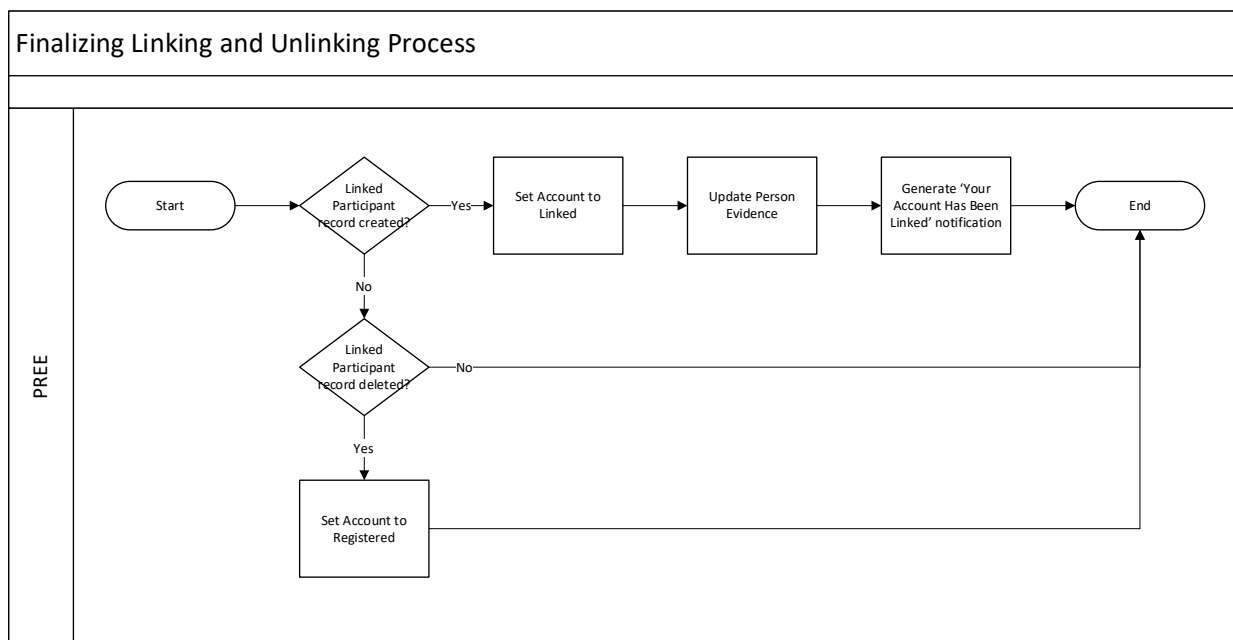 Finalizing Linking and Unlinking Process
PREE
Start
Linked
Participant
record created?
Yes
Set Account to
Linked
Update Person
Evidence
Generate ‘Your
Account Has Been
Linked’ notification
End
No
Linked
Participant
record deleted?
No
Yes
Set Account to
Registered